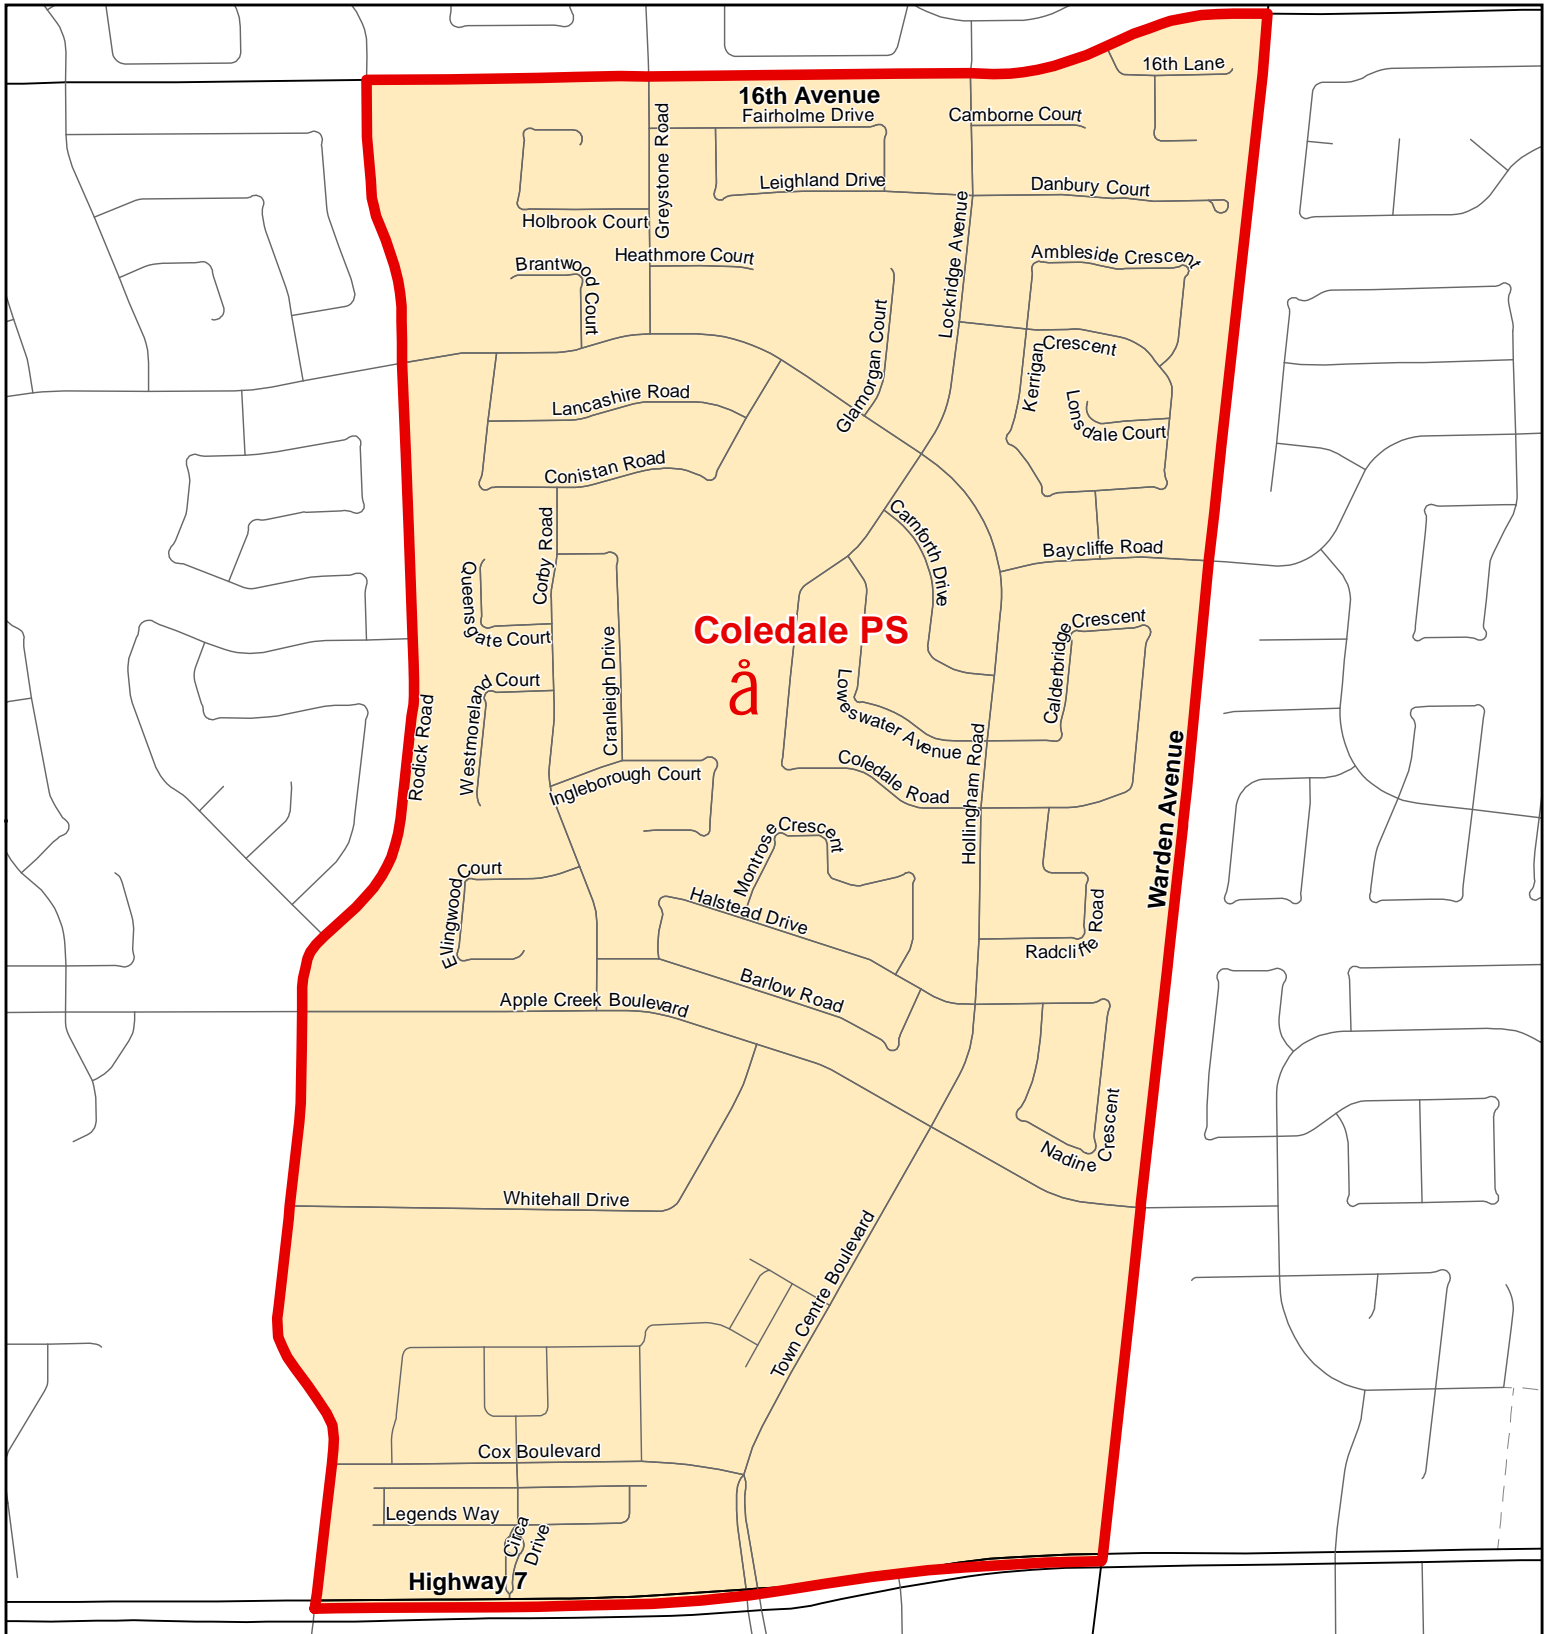 16th Lane
16th Avenue
Fairholme Drive
Camborne Court
Greystone Road
Leighland Drive
Danbury Court
Holbrook Court
Lockridge Avenue
Heathmore Court
Brantwood Court
Ambleside Crescent
Glamorgan Court
Kerrigan Crescent
Lancashire Road
Lonsdale Court
Conistan Road
Carnforth Drive
Corby Road
Baycliffe Road
Queensgate Court
Coledale PS
å
Calderbridge Crescent
Cranleigh Drive
Westmoreland Court
Loweswater Avenue
Rodick Road
Hollingham Road
Warden Avenue
Coledale Road
Ingleborough Court
Montrose Crescent
Ellingwood Court
Halstead Drive
Radcliffe Road
Barlow Road
Apple Creek Boulevard
Nadine Crescent
Whitehall Drive
Town Centre Boulevard
Cox Boulevard
Legends Way
Circa Drive
Highway 7